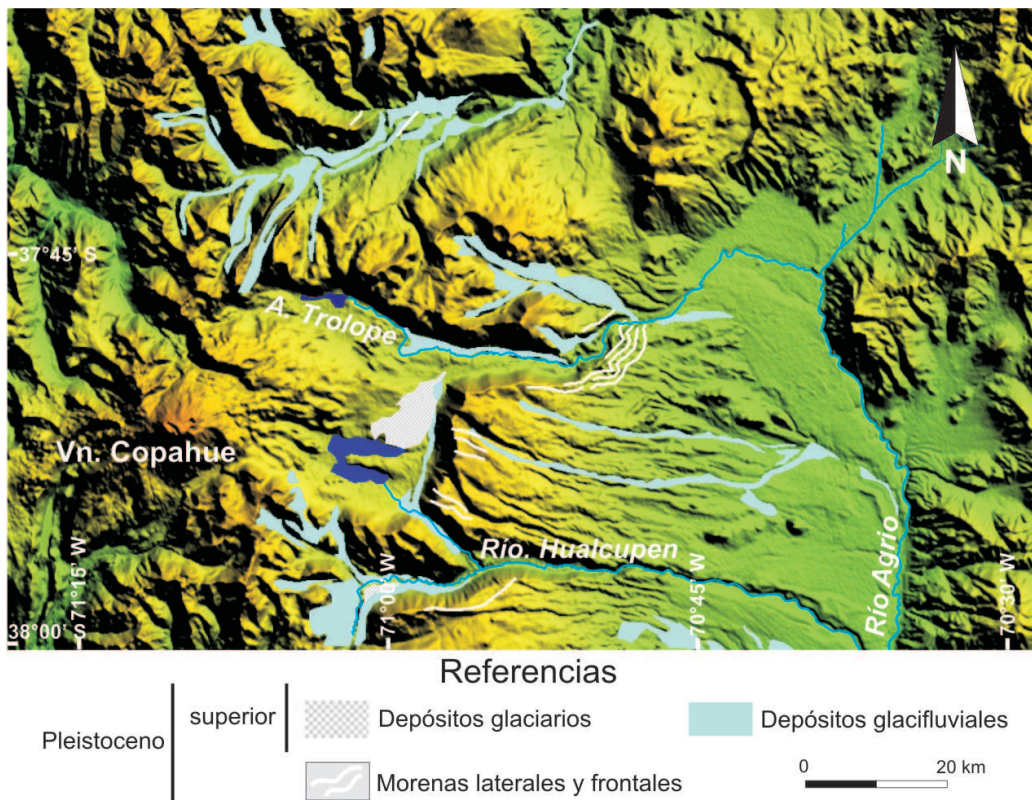 N
37°45' S
A. Trolope
Vn. Copahue
Río. Hualcupen
Río Agrio
71°15' W
71°00' W
70°45' W
70°30' W
38°00' S
Referencias
Pleistoceno
superior
Depósitos glaciarios
Depósitos glacifluviales
Morenas laterales y frontales
0
20 km